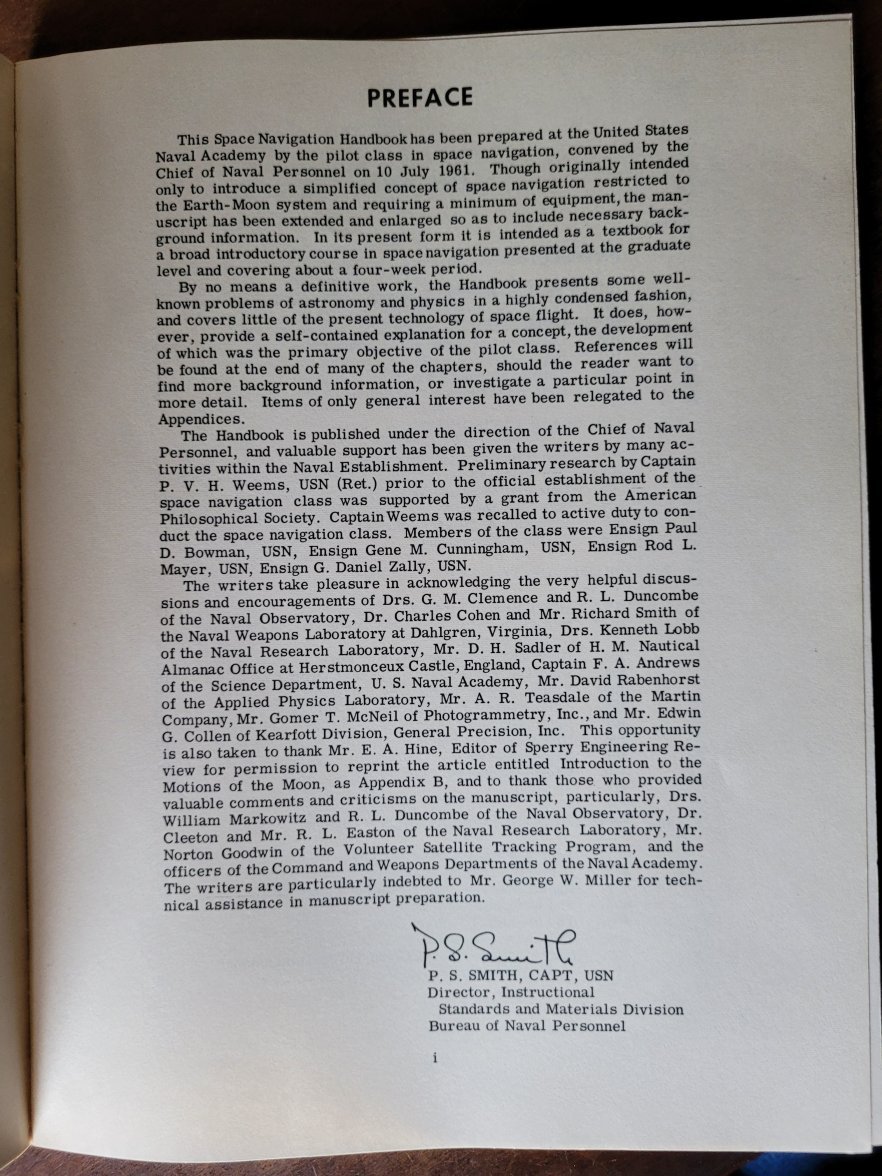 PREFACE
This Space Navigation Handbook has been prepared at the United States
Naval Academy by the pilot class in space navigation, convened by the
Chief of Naval Personnel on 10 July 1961. Though originally intended
only to introduce a simplified concept of space navigation restricted to
the Earth-Moon system and requiring a minimum of equipment, the man-
uscript has been extended and enlarged so as to include necessary back-
ground information. In its present form it is intended as a textbook for
a broad introductory course in space navigation presented at the graduate
level and covering about a four-week period.
By no means a definitive work, the Handbook presents some well-
known problems of astronomy and physics in a highly condensed fashion,
and covers little of the present technology of space flight. It does, how-
ever, provide a self-contained explanation for a concept, the development
of which was the primary objective of the pilot class. References will
be found at the end of many of the chapters, should the reader want to
find more background information, or investigate a particular point in
more detail. Items of only general interest have been relegated to the
Appendices.
The Handbook is published under the direction of the Chief of Naval
Personnel, and valuable support has been given the writers by many ac-
tivities within the Naval Establishment. Preliminary research by Captain
P. V. H. Weems, USN (Ret.) prior to the official establishment of the
space navigation class was supported by a grant from the American
Philosophical Society. Captain Weems was recalled to active duty to con-
duct the space navigation class. Members of the class were Ensign Paul
D. Bowman, USN, Ensign Gene M. Cunningham, USN, Ensign Rod L.
Mayer, USN, Ensign G. Daniel Zally, USN.
The writers take pleasure in acknowledging the very helpful discus-
sions and encouragements of Drs. G. M. Clemence and R. L. Duncombe
of the Naval Observatory, Dr. Charles Cohen and Mr. Richard Smith of
the Naval Weapons Laboratory at Dahlgren, Virginia, Drs. Kenneth Lobb
of the Naval Research Laboratory, Mr. D. H. Sadler of H. M. Nautical
Almanac Office at Herstmonceux Castle, England, Captain F. A. Andrews
of the Science Department, U. S. Naval Academy, Mr. David Rabenhorst
of the Applied Physics Laboratory, Mr. A. R. Teasdale of the Martin
Company, Mr. Gomer T. McNeil of Photogrammetry, Inc., and Mr. Edwin
G. Collen of Kearfott Division, General Precision, Inc. This opportunity
is also taken to thank Mr. E. A. Hine, Editor of Sperry Engineering Re-
view for permission to reprint the article entitled Introduction to the
Motions of the Moon, as Appendix B, and to thank those who provided
valuable comments and criticisms on the manuscript, particularly, Drs.
William Markowitz and R. L. Duncombe of the Naval Observatory, Dr.
Cleeton and Mr. R. L. Easton of the Naval Research Laboratory, Mr.
Norton Goodwin of the Volunteer Satellite Tracking Program, and the
officers of the Command and Weapons Departments of the Naval Academy.
The writers are particularly indebted to Mr. George W. Miller for tech-
nical assistance in manuscript preparation.
P. S. Smith
P. S. SMITH, CAPT, USN
Director, Instructional
Standards and Materials Division
Bureau of Naval Personnel
i